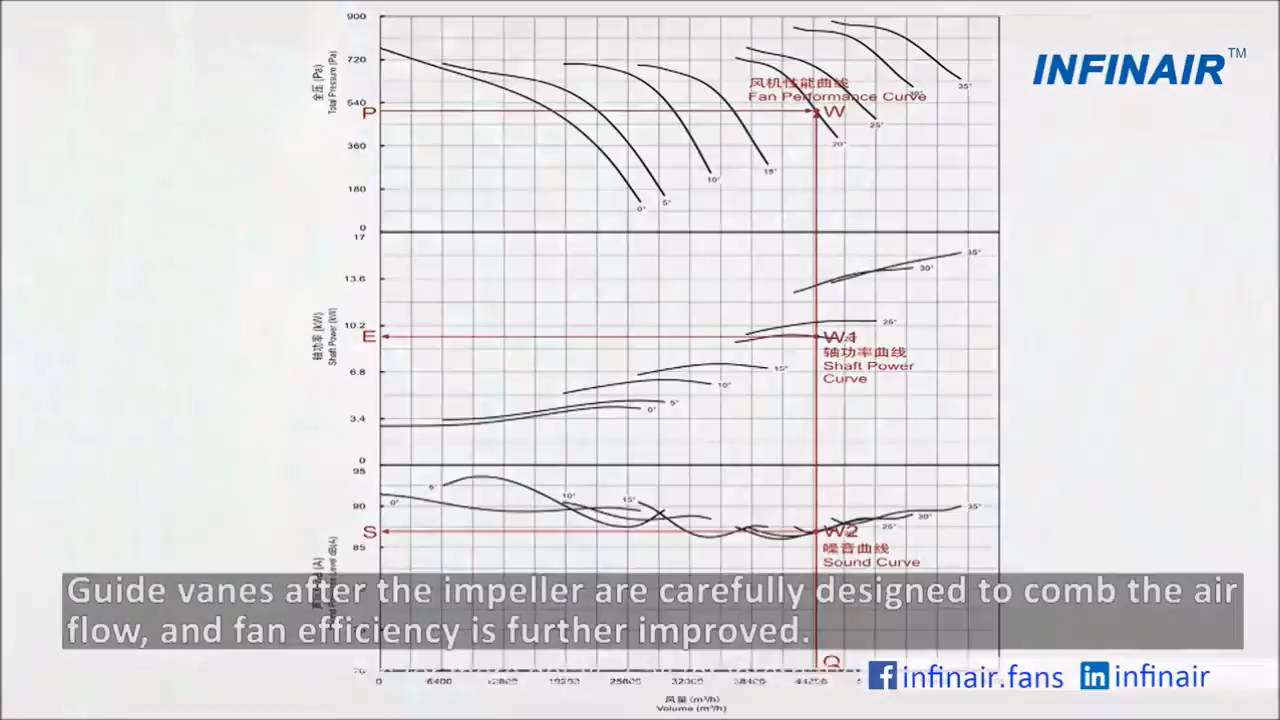 INFINAIR™
900
720
640
360
180
0
全压 (Pa)
Total Pressure (Pa)
P
风机性能曲线
Fan Performance Curve
W
0°
5°
10°
15°
20°
25°
30°
35°
17
13.6
10.2
6.8
3.4
0
轴功率 (KW)
Shaft Power (KW)
E
W1
轴功率曲线
Shaft Power
Curve
0°
5°
10°
15°
25°
30°
35°
95
90
85
S
W2
噪音曲线
Sound Curve
0°
5°
10°
15°
25°
30°
35°
Guide vanes after the impeller are carefully designed to comb the air
flow, and fan efficiency is further improved.
Q
0
6400
12800
19200
25600
32000
38400
风量 (m³/h)
Volume (m³/h)
infinair.fans
infinair